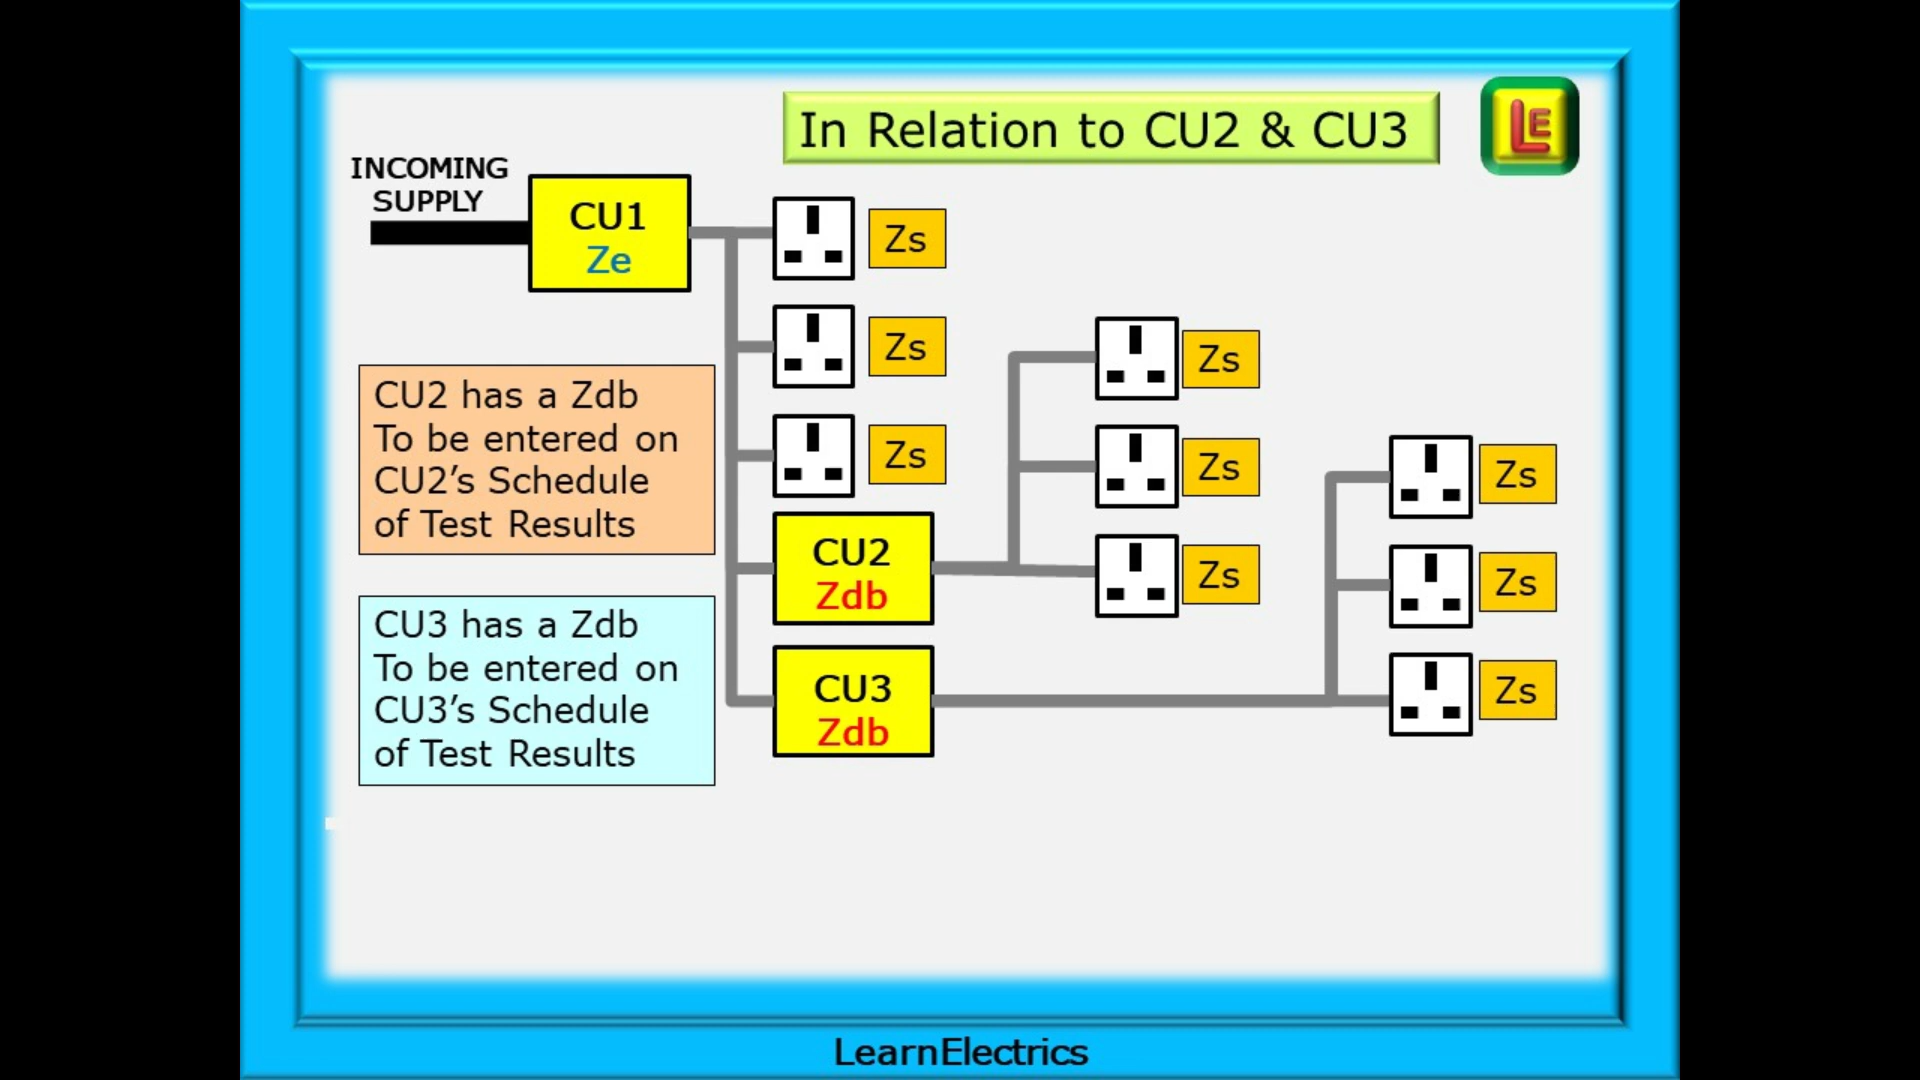 In Relation to CU2 & CU3
LE
INCOMING
SUPPLY
CU1
Ze
Zs
Zs
Zs
CU2 has a Zdb
To be entered on
CU2’s Schedule
of Test Results
CU2
Zdb
Zs
Zs
Zs
CU3 has a Zdb
To be entered on
CU3’s Schedule
of Test Results
CU3
Zdb
Zs
Zs
Zs
LearnElectrics